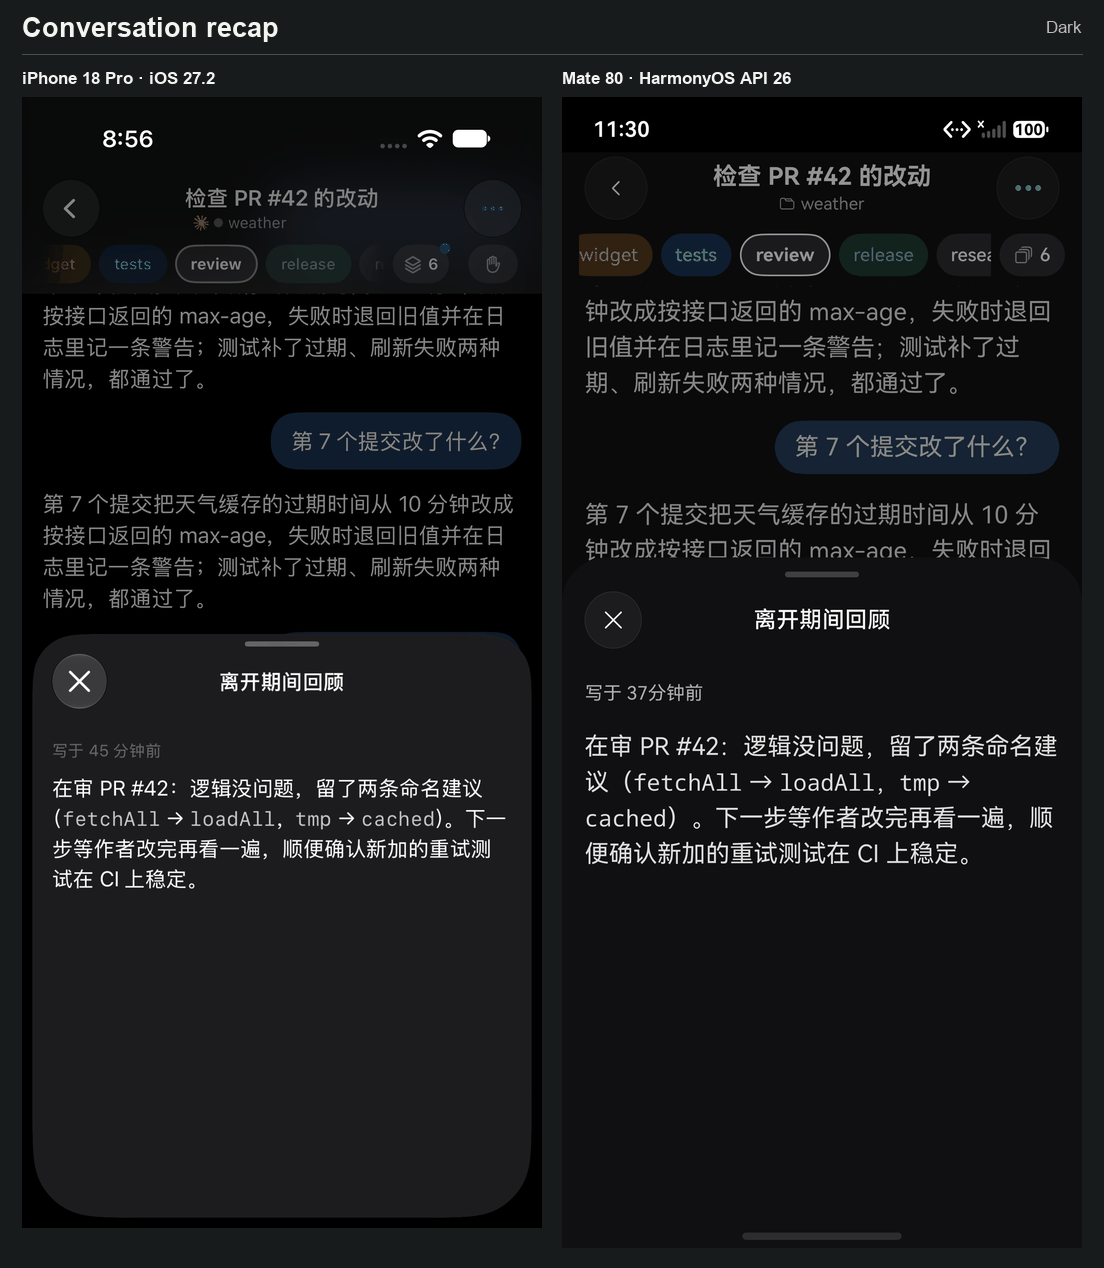 Conversation recap
Dark
iPhone 18 Pro · iOS 27.2
8:56
检查 PR #42 的改动
weather
tests
review
release
6
按接口返回的 max-age，失败时退回旧值并在日
志里记一条警告；测试补了过期、刷新失败两种
情况，都通过了。
第 7 个提交改了什么？
第 7 个提交把天气缓存的过期时间从 10 分钟改成
按接口返回的 max-age，失败时退回旧值并在日
志里记一条警告；测试补了过期、刷新失败两种
情况，都通过了。
离开期间回顾
写于 45 分钟前
在审 PR #42：逻辑没问题，留了两条命名建议
（fetchAll → loadAll，tmp → cached）。下一
步等作者改完再看一遍，顺便确认新加的重试测
试在 CI 上稳定。
Mate 80 · HarmonyOS API 26
11:30
100
检查 PR #42 的改动
weather
widget
tests
review
release
resea
6
钟改成按接口返回的 max-age，失败时退回
旧值并在日志里记一条警告；测试补了过
期、刷新失败两种情况，都通过了。
第 7 个提交改了什么？
第 7 个提交把天气缓存的过期时间从 10 分
钟改成按接口返回的 max-age，失败时退回
离开期间回顾
写于 37分钟前
在审 PR #42：逻辑没问题，留了两条命名建
议（fetchAll → loadAll，tmp →
cached）。下一步等作者改完再看一遍，顺
便确认新加的重试测试在 CI 上稳定。